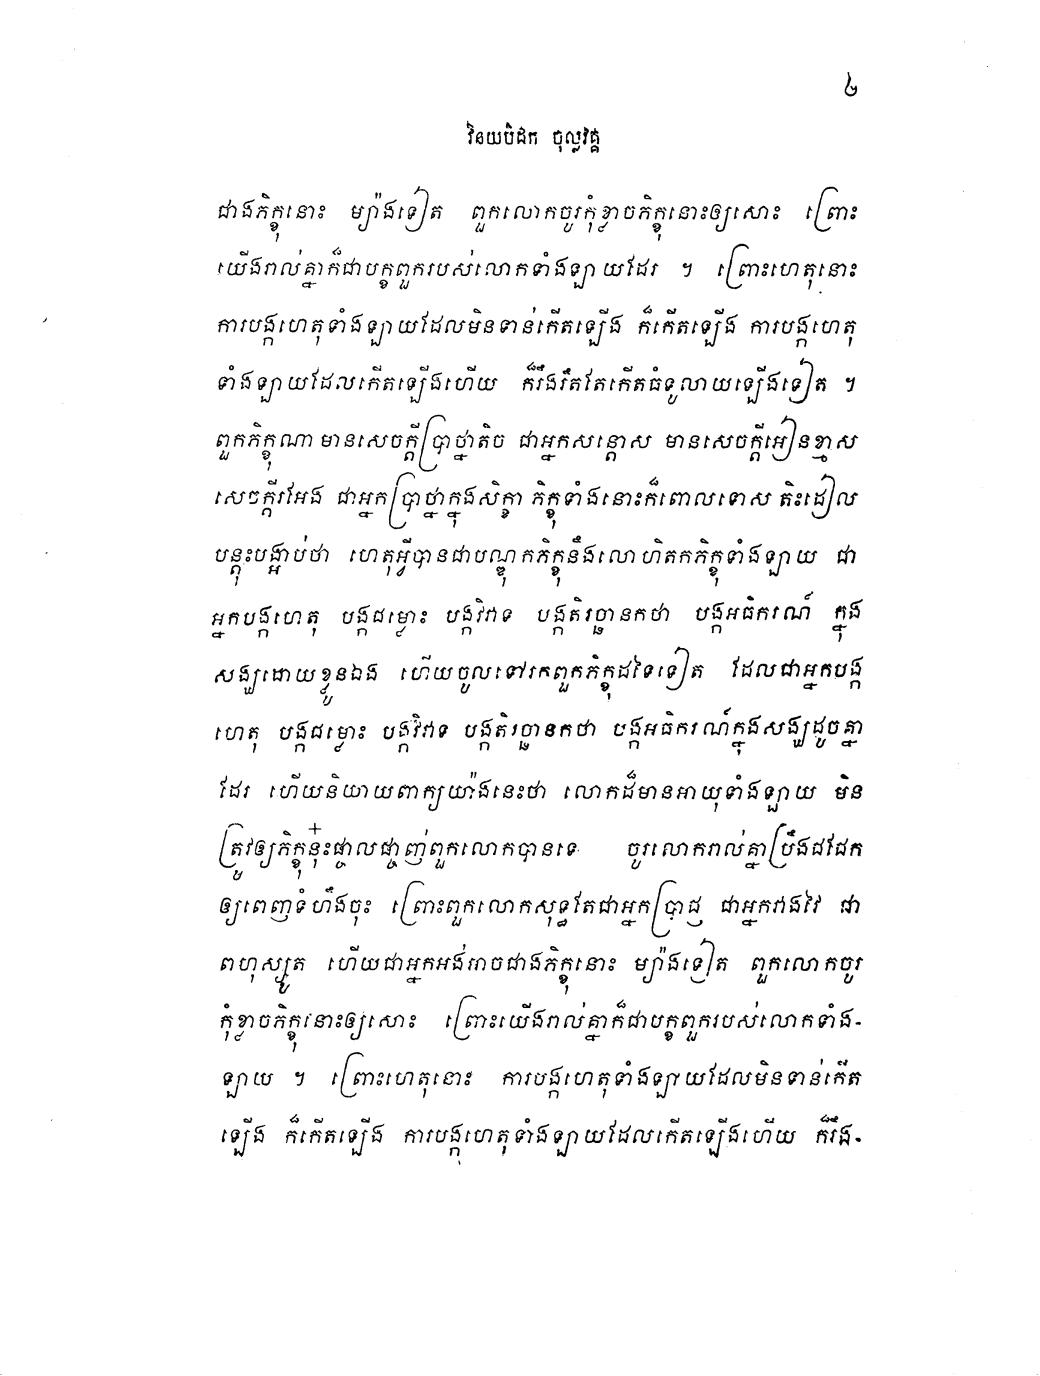 ៤
វិនយបិដក ចុល្លវគ្គ
ជាងភិក្ខុនោះ ម្យ៉ាងទៀត ពួកលោកចូរកុំខ្លាចភិក្ខុនោះឲ្យសោះ ព្រោះ
យើងរាល់គ្នាក៏ជាបក្ខពួករបស់លោកទាំងឡាយដែរ ។ ព្រោះហេតុនោះ
ការបង្កហេតុទាំងឡាយដែលមិនទាន់កើតឡើង ក៏កើតឡើង ការបង្កហេតុ
ទាំងឡាយដែលកើតឡើងហើយ ក៏រឹងរឹតតែកើតធំទូលាយឡើងទៀត ។
ពួកភិក្ខុណា មានសេចក្តីប្រាថ្នាតិច ជាអ្នកសន្តោស មានសេចក្តីអៀនខ្មាស
សេចក្តីរអែង ជាអ្នកប្រាថ្នាក្នុងសិក្ខា ភិក្ខុទាំងនោះក៏ពោលទោស តិះដៀល
បន្តុះបង្អាប់ថា ហេតុអ្វីបានជាបណ្ឌុកភិក្ខុនឹងលោហិតកភិក្ខុទាំងឡាយ ជា
អ្នកបង្កហេតុ បង្កជម្លោះ បង្កវិវាទ បង្កតិរច្ឆានកថា បង្កអធិករណ៍ ក្នុង
សង្ឃដោយខ្លួនឯង ហើយចូលទៅរកពួកភិក្ខុដទៃទៀត ដែលជាអ្នកបង្ក
ហេតុ បង្កជម្លោះ បង្កវិវាទ បង្កតិរច្ឆានកថា បង្កអធិករណ៍ក្នុងសង្ឃដូចគ្នា
ដែរ ហើយនិយាយពាក្យយ៉ាងនេះថា លោកដ៏មានអាយុទាំងឡាយ មិន
ត្រូវឲ្យភិក្ខុនុ៎ះផ្ចាលផ្ចាញ់ពួកលោកបានទេ ចូរលោករាល់គ្នាប្រឹងជជែក
ឲ្យពេញទំហឹងចុះ ព្រោះពួកលោកសុទ្ធតែជាអ្នកប្រាជ្ញ ជាអ្នកវាងវៃ ជា
ពហុស្សូត ហើយជាអ្នកអង់អាចជាងភិក្ខុនោះ ម្យ៉ាងទៀត ពួកលោកចូរ
កុំខ្លាចភិក្ខុនោះឲ្យសោះ ព្រោះយើងរាល់គ្នាក៏ជាបក្ខពួករបស់លោកទាំង-
ឡាយ ។ ព្រោះហេតុនោះ ការបង្កហេតុទាំងឡាយដែលមិនទាន់កើត
ឡើង ក៏កើតឡើង ការបង្កហេតុទាំងឡាយដែលកើតឡើងហើយ ក៏រឹង-